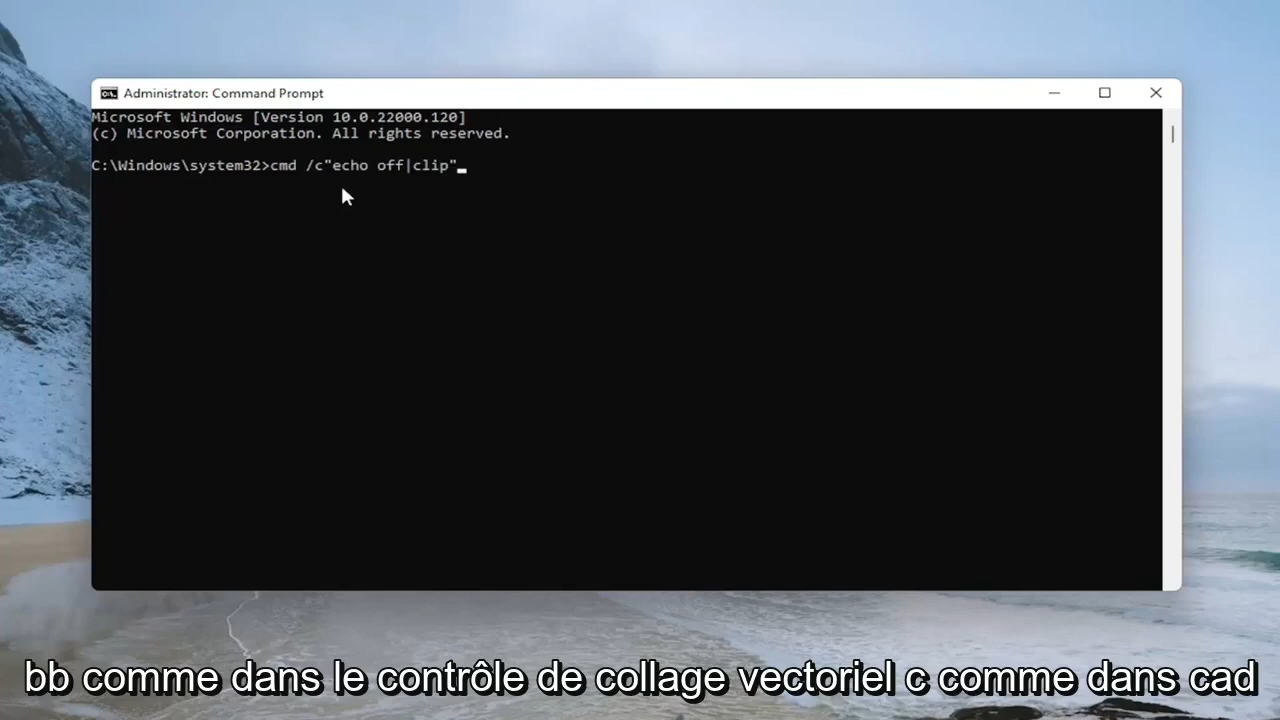 Administrator: Command Prompt
Microsoft Windows [Version 10.0.22000.120]
(c) Microsoft Corporation. All rights reserved.
C:\Windows\system32>cmd /c"echo off|clip"
bb comme dans le contrôle de collage vectoriel c comme dans cad